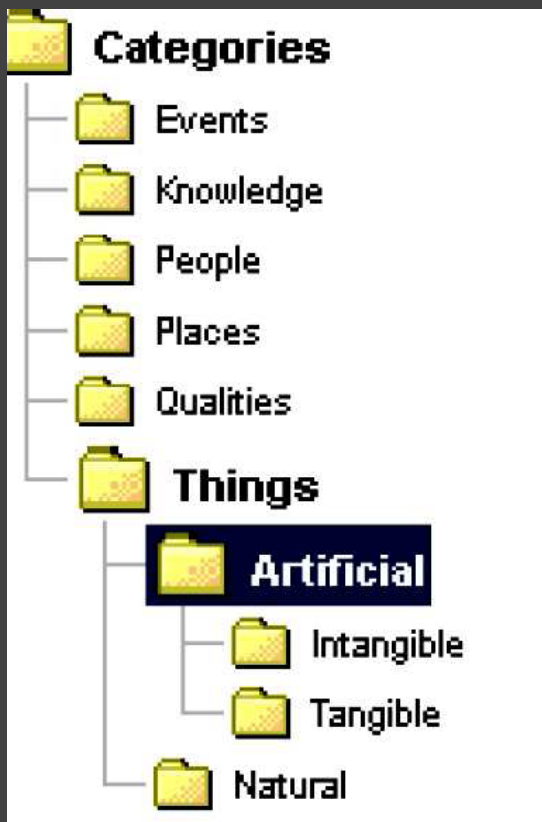 Categories
Events
Knowledge
People
Places
Qualities
Things
Artificial
Intangible
Tangible
Natural